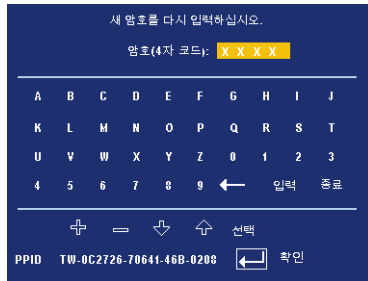 새 암호를 다시 입력하십시오.
암호(4자 코드): X X X X
A B C D E F G H I J
K L M N O P Q R S T
U V W X Y Z 0 1 2 3
4 5 6 7 8 9 ← 입력 종료
선택
PPID TW-0C2726-70641-46B-0208 확인